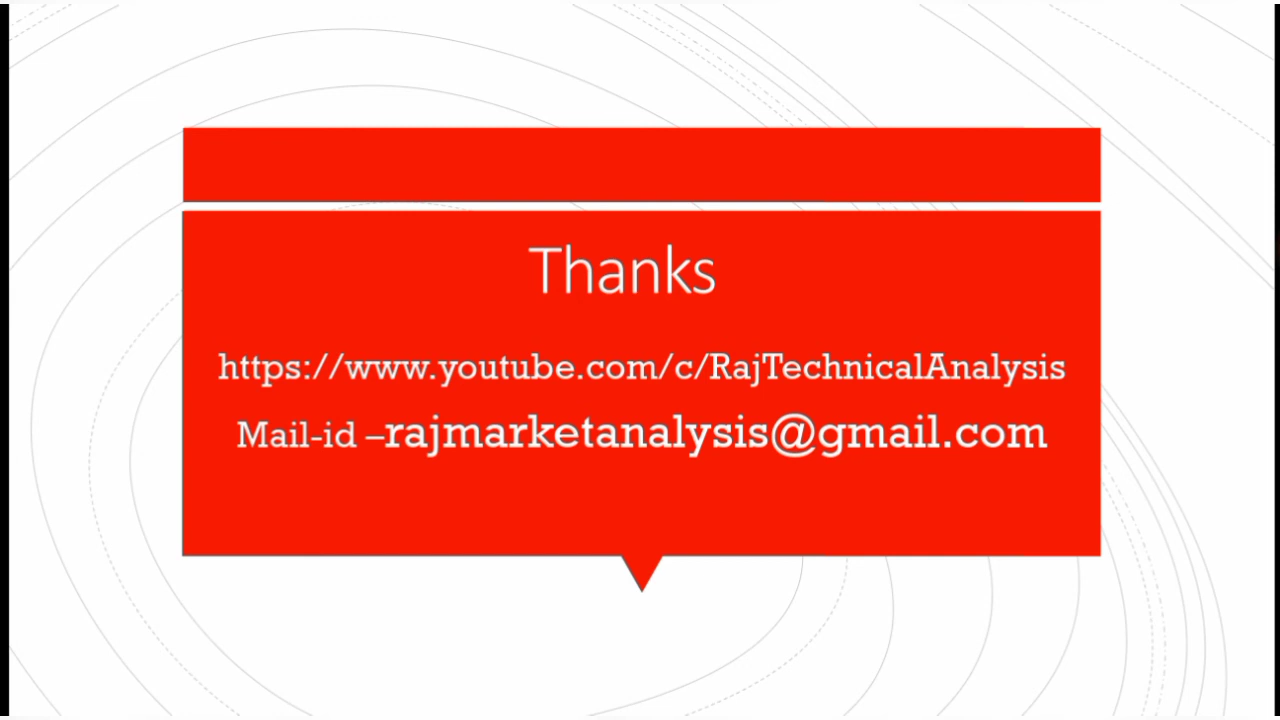 Thanks
https://www.youtube.com/c/RajTechnicalAnalysis
Mail-id –rajmarketanalysis@gmail.com